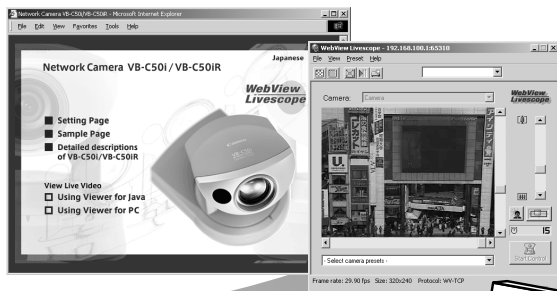 Network Camera VB-C50i/VB-C50iR - Microsoft Internet Explorer
File Edit View Favorites Tools Help
Japanese
Network Camera VB-C50i / VB-C50iR
WebView
Livescope
Setting Page
Sample Page
Detailed descriptions
of VB-C50i/VB-C50iR
View Live Video
Using Viewer for Java
Using Viewer for PC
Canon
WebView Livescope - 192.168.100.1:65310
File View Preset Help
Camera: Camera
WebView
Livescope
U.
15
- Select camera presets -
Start Control
Frame rate: 29.90 fps Size: 320x240 Protocol: WV-TCP